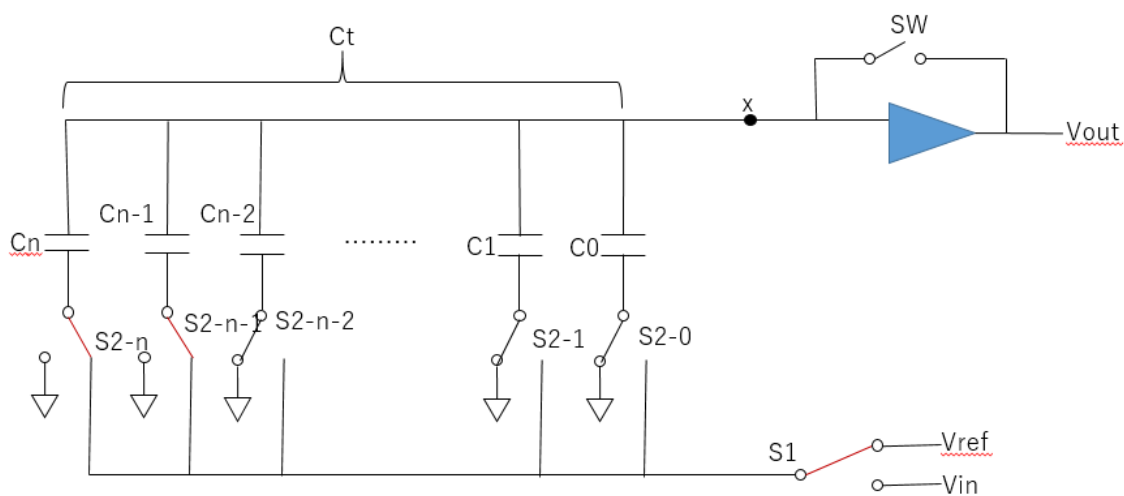 Ct
SW
x
Vout
Cn
Cn-1
Cn-2
.........
C1
C0
S2-n
S2-n-1
S2-n-2
S2-1
S2-0
S1
Vref
Vin